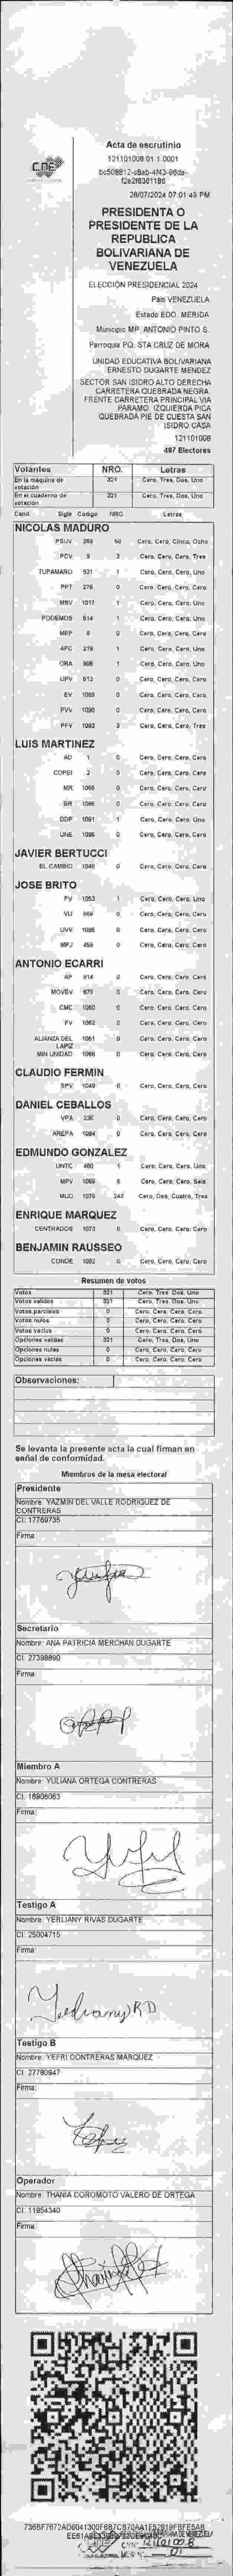 CNE
Acta de escrutinio
121101008.01.1.0001
28/07/2024 07:01:49 PM
PRESIDENTA O
PRESIDENTE DE LA
REPUBLICA
BOLIVARIANA DE
VENEZUELA
ELECCIÓN PRESIDENCIAL 2024
País VENEZUELA
Estado EDO. MERIDA
Municipio MP. ANTONIO PINTO S.
Parroquia PQ. STA CRUZ DE MORA
UNIDAD EDUCATIVA BOLIVARIANA
ERNESTO DUGARTE MENDEZ
SECTOR SAN ISIDRO ALTO DERECHA
CARRETERA QUEBRADA NEGRA.
FRENTE CARRETERA PRINCIPAL VIA
PARAMO. IZQUIERDA PICA
QUEBRADA PIE DE CUESTA SAN
ISIDRO CASA
121101008
497 Electores
Votantes NRO. Letras
En la máquina de votación 321 Cero, Tres, Dos, Uno
En el cuaderno de votación 321 Cero, Tres, Dos, Uno
Cand Sigla Codigo NRO Letras
NICOLAS MADURO
PSUV Cero, Cero, Cinco, Ocho
PCV 9 3 Cero, Cero, Cero, Tres
TUPAMARO 931 1 Cero, Cero, Cero, Uno
PPT 276 0 Cero, Cero, Cero, Cero
MSV 1017 1 Cero, Cero, Cero, Uno
PODEMOS 514 1 Cero, Cero, Cero, Uno
MEP 8 0 Cero, Cero, Cero, Cero
APC 219 1 Cero, Cero, Cero, Uno
ORA 906 1 Cero, Cero, Cero, Uno
UPV 613 0 Cero, Cero, Cero, Cero
EV 1089 0 Cero, Cero, Cero, Cero
PVV 1090 0 Cero, Cero, Cero, Cero
PFV 1093 3 Cero, Cero, Cero, Tres
LUIS MARTINEZ
AD 1 0 Cero, Cero, Cero, Cero
COPEI 2 0 Cero, Cero, Cero, Cero
MR 1065 0 Cero, Cero, Cero, Cero
BR 1086 0 Cero, Cero, Cero, Cero
DDP 1091 1 Cero, Cero, Cero, Uno
UNE 1096 0 Cero, Cero, Cero, Cero
JAVIER BERTUCCI
EL CAMBIO 1046 0 Cero, Cero, Cero, Cero
JOSE BRITO
PV 1053 1 Cero, Cero, Cero, Uno
VU 668 0 Cero, Cero, Cero, Cero
UVV 1098 0 Cero, Cero, Cero, Cero
MPJ 458 0 Cero, Cero, Cero, Cero
ANTONIO ECARRI
AP 814 0 Cero, Cero, Cero, Cero
MOVEV 870 0 Cero, Cero, Cero, Cero
CMC 1050 0 Cero, Cero, Cero, Cero
FV 1062 0 Cero, Cero, Cero, Cero
ALIANZA DEL LAPIZ 1061 0 Cero, Cero, Cero, Cero
MIN UNIDAD 1066 0 Cero, Cero, Cero, Cero
CLAUDIO FERMIN
SPV 1049 0 Cero, Cero, Cero, Cero
DANIEL CEBALLOS
VPA 236 0 Cero, Cero, Cero, Cero
AREPA 1094 0 Cero, Cero, Cero, Cero
EDMUNDO GONZALEZ
UNTC 460 1 Cero, Cero, Cero, Uno
MPV 1069 6 Cero, Cero, Cero, Seis
MUD 1075 243 Cero, Dos, Cuatro, Tres
ENRIQUE MARQUEZ
CENTRADOS 1073 0 Cero, Cero, Cero, Cero
BENJAMIN RAUSSEO
CONDE 1092 0 Cero, Cero, Cero, Cero
Resumen de votos
Votos 321 Cero, Tres, Dos, Uno
Votos validos 321 Cero, Tres, Dos, Uno
Votos parciales 0 Cero, Cero, Cero, Cero
Votos nulos 0 Cero, Cero, Cero, Cero
Votos vacíos 0 Cero, Cero, Cero, Cero
Opciones validas 321 Cero, Tres, Dos, Uno
Opciones nulas 0 Cero, Cero, Cero, Cero
Opciones vacias 0 Cero, Cero, Cero, Cero
Observaciones:
Se levanta la presente acta la cual firman en
señal de conformidad.
Miembros de la mesa electoral
Presidente
Nombre: YAZMIN DEL VALLE RODRIGUEZ DE
CONTRERAS
CI: 17769735
Firma:
Secretario
Nombre: ANA PATRICIA MERCHAN DUGARTE
CI: 27398890
Firma:
Miembro A
Nombre: YULIANA ORTEGA CONTRERAS
CI: 16906063
Firma:
Testigo A
Nombre: YERLIANY RIVAS DUGARTE
CI: 25004715
Firma:
Yerliany RD
Testigo B
Nombre: YEFRI CONTRERAS MARQUEZ
CI: 27780947
Firma:
Operador
Nombre: THANIA COROMOTO VALERO DE ORTEGA
CI: 11954340
Firma: